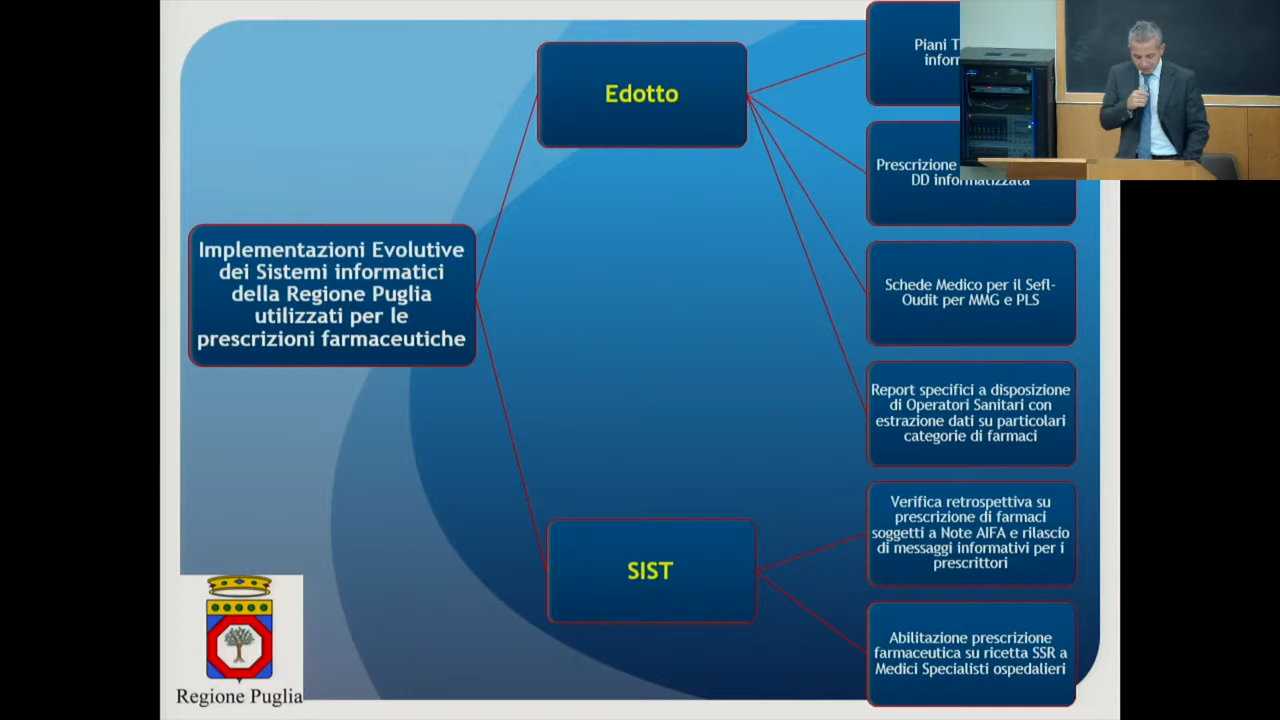 Implementazioni Evolutive
dei Sistemi informatici
della Regione Puglia
utilizzati per le
prescrizioni farmaceutiche
Edotto
SIST
Piani
Prescrizione
DD informatizzata
Schede Medico per il Sefl-
Oudit per MMG e PLS
Report specifici a disposizione
di Operatori Sanitari con
estrazione dati su particolari
categorie di farmaci
Verifica retrospettiva su
prescrizione di farmaci
soggetti a Note AIFA e rilascio
di messaggi informativi per i
prescrittori
Abilitazione prescrizione
farmaceutica su ricetta SSR a
Medici Specialisti ospedalieri
Regione Puglia